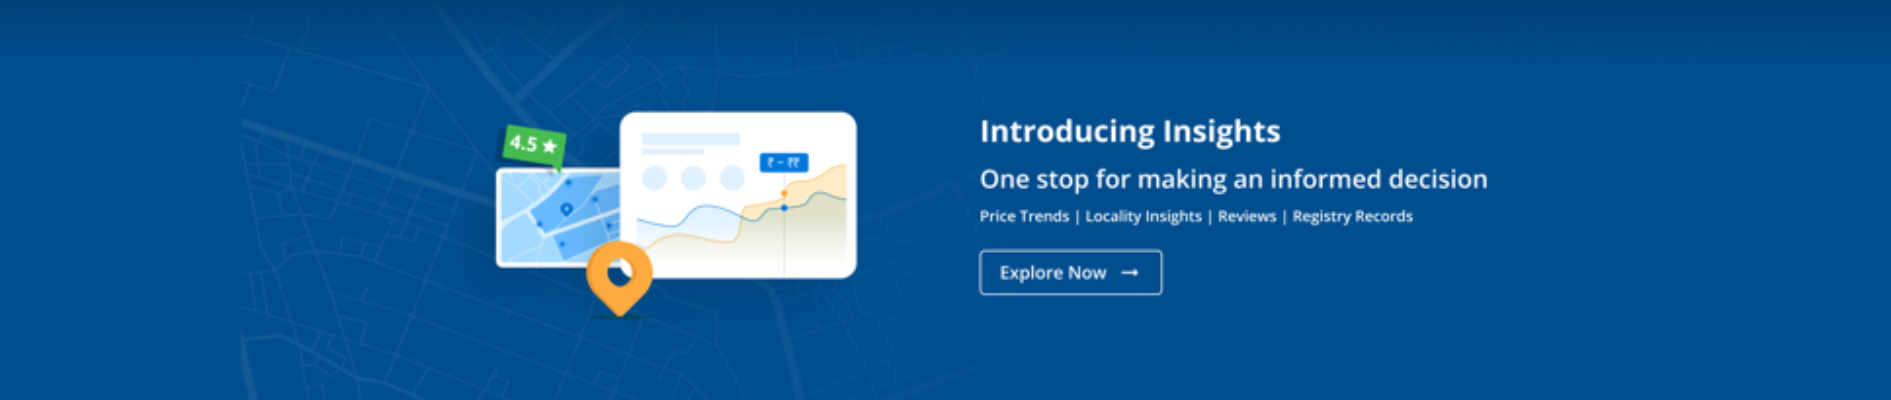 4.5 ★
₹ – ₹₹
Introducing Insights
One stop for making an informed decision
Price Trends | Locality Insights | Reviews | Registry Records
Explore Now →